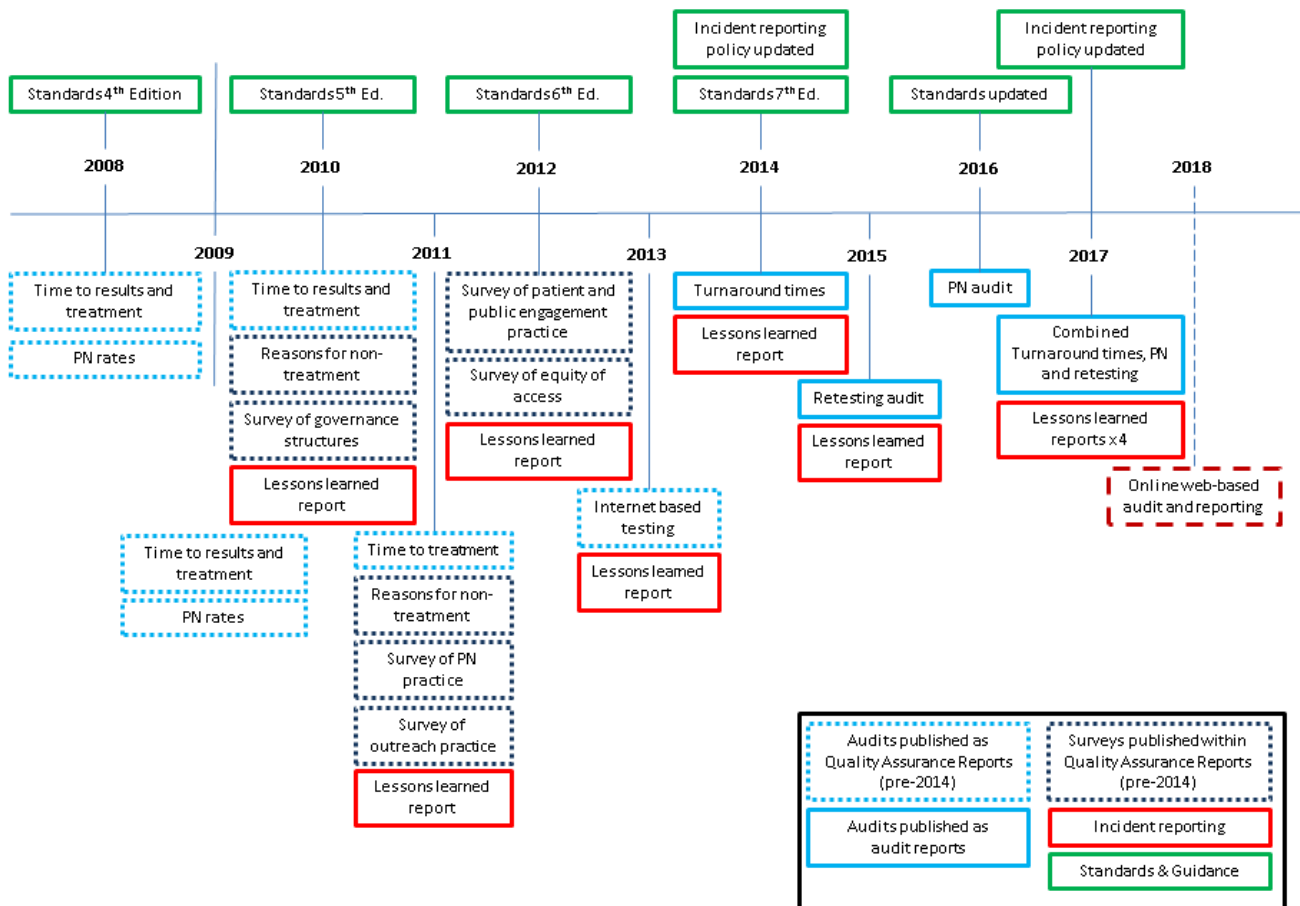 Incident reporting
policy updated
Incident reporting
policy updated
Standards 4th Edition
Standards 5th Ed.
Standards 6th Ed.
Standards 7th Ed.
Standards updated
2008
2010
2012
2014
2016
2018
2009
2011
2013
2015
2017
Time to results and
treatment
PN rates
Time to results and
treatment
Reasons for non-
treatment
Survey of governance
structures
Lessons learned
report
Survey of patient and
public engagement
practice
Survey of equity of
access
Lessons learned
report
Turnaround times
Lessons learned
report
PN audit
Combined
Turnaround times, PN
and retesting
Lessons learned
reports x4
Retesting audit
Lessons learned
report
Online web-based
audit and reporting
Internet based
testing
Lessons learned
report
Time to results and
treatment
PN rates
Time to treatment
Reasons for non-
treatment
Survey of PN
practice
Survey of
outreach practice
Lessons learned
report
Audits published as
Quality Assurance Reports
(pre-2014)
Surveys published within
Quality Assurance Reports
(pre-2014)
Audits published as
audit reports
Incident reporting
Standards & Guidance